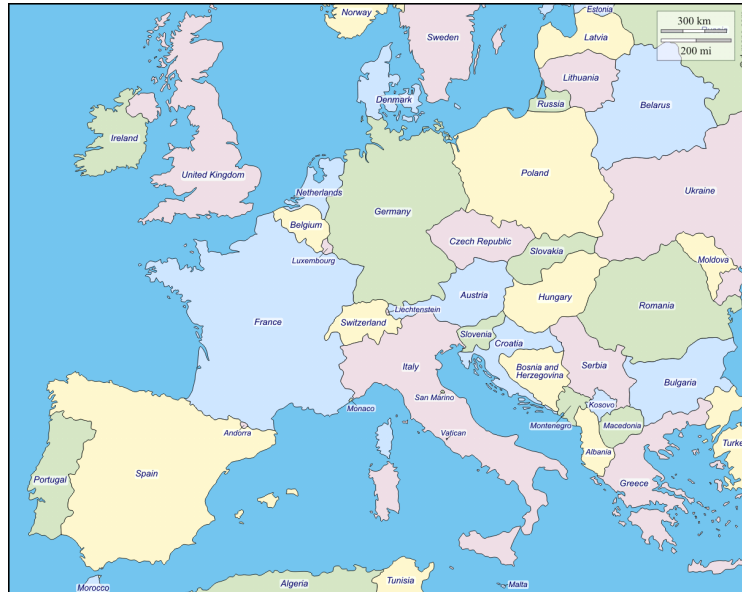 Norway
Estonia
300 km
200 mi
Sweden
Latvia
Lithuania
Denmark
Russia
Belarus
Ireland
United Kingdom
Poland
Netherlands
Ukraine
Germany
Belgium
Czech Republic
Luxembourg
Slovakia
Moldova
Austria
Hungary
Liechtenstein
Romania
France
Switzerland
Slovenia
Croatia
Italy
Bosnia and
Herzegovina
Serbia
Bulgaria
San Marino
Kosovo
Monaco
Montenegro
Macedonia
Andorra
Vatican
Turke
Albania
Spain
Portugal
Greece
Algeria
Tunisia
Malta
Morocco